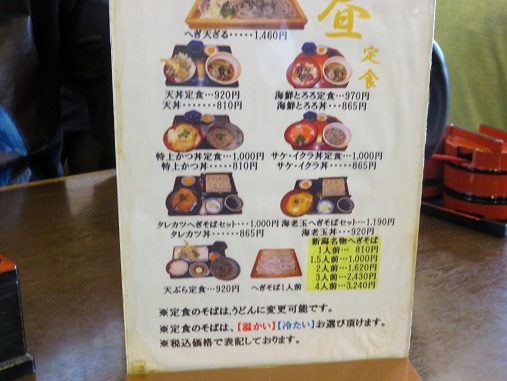 へぎ天ざる‥‥‥1,460円
昼定食
天丼定食…920円
天丼‥‥‥‥810円
海鮮とろろ定食…970円
海鮮とろろ丼…865円
特上かつ丼定食…1,000円
特上かつ丼‥‥865円
サケ・イクラ丼定食…1,000円
サケ・イクラ丼‥‥‥865円
タレカツへぎそばセット…1,000円
タレカツ丼‥‥‥865円
海老玉へぎそばセット…1,190円
海老玉丼…920円
天ぷら定食…920円
へぎそば1人前
新潟名物へぎそば
1人前… 810円
1.5人前…1,000円
2人前…1,620円
3人前…2,430円
4人前…3,240円
※定食のそばは、うどんに変更可能です。
※定食のそばは、【温かい】【冷たい】お選び頂けます。
※税込価格で表記しております。